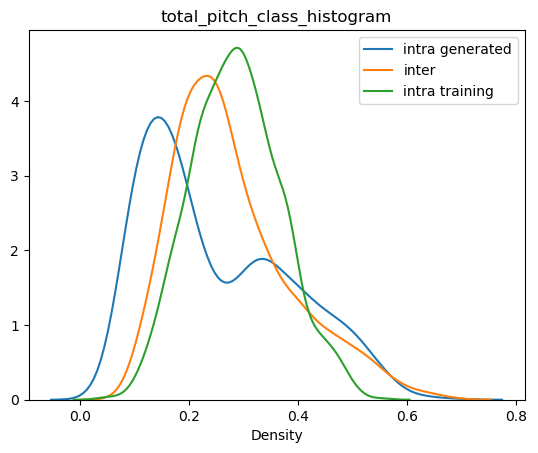 total_pitch_class_histogram
intra generated
inter
intra training
4
3
2
1
0
0.0 0.2 0.4 0.6 0.8
Density